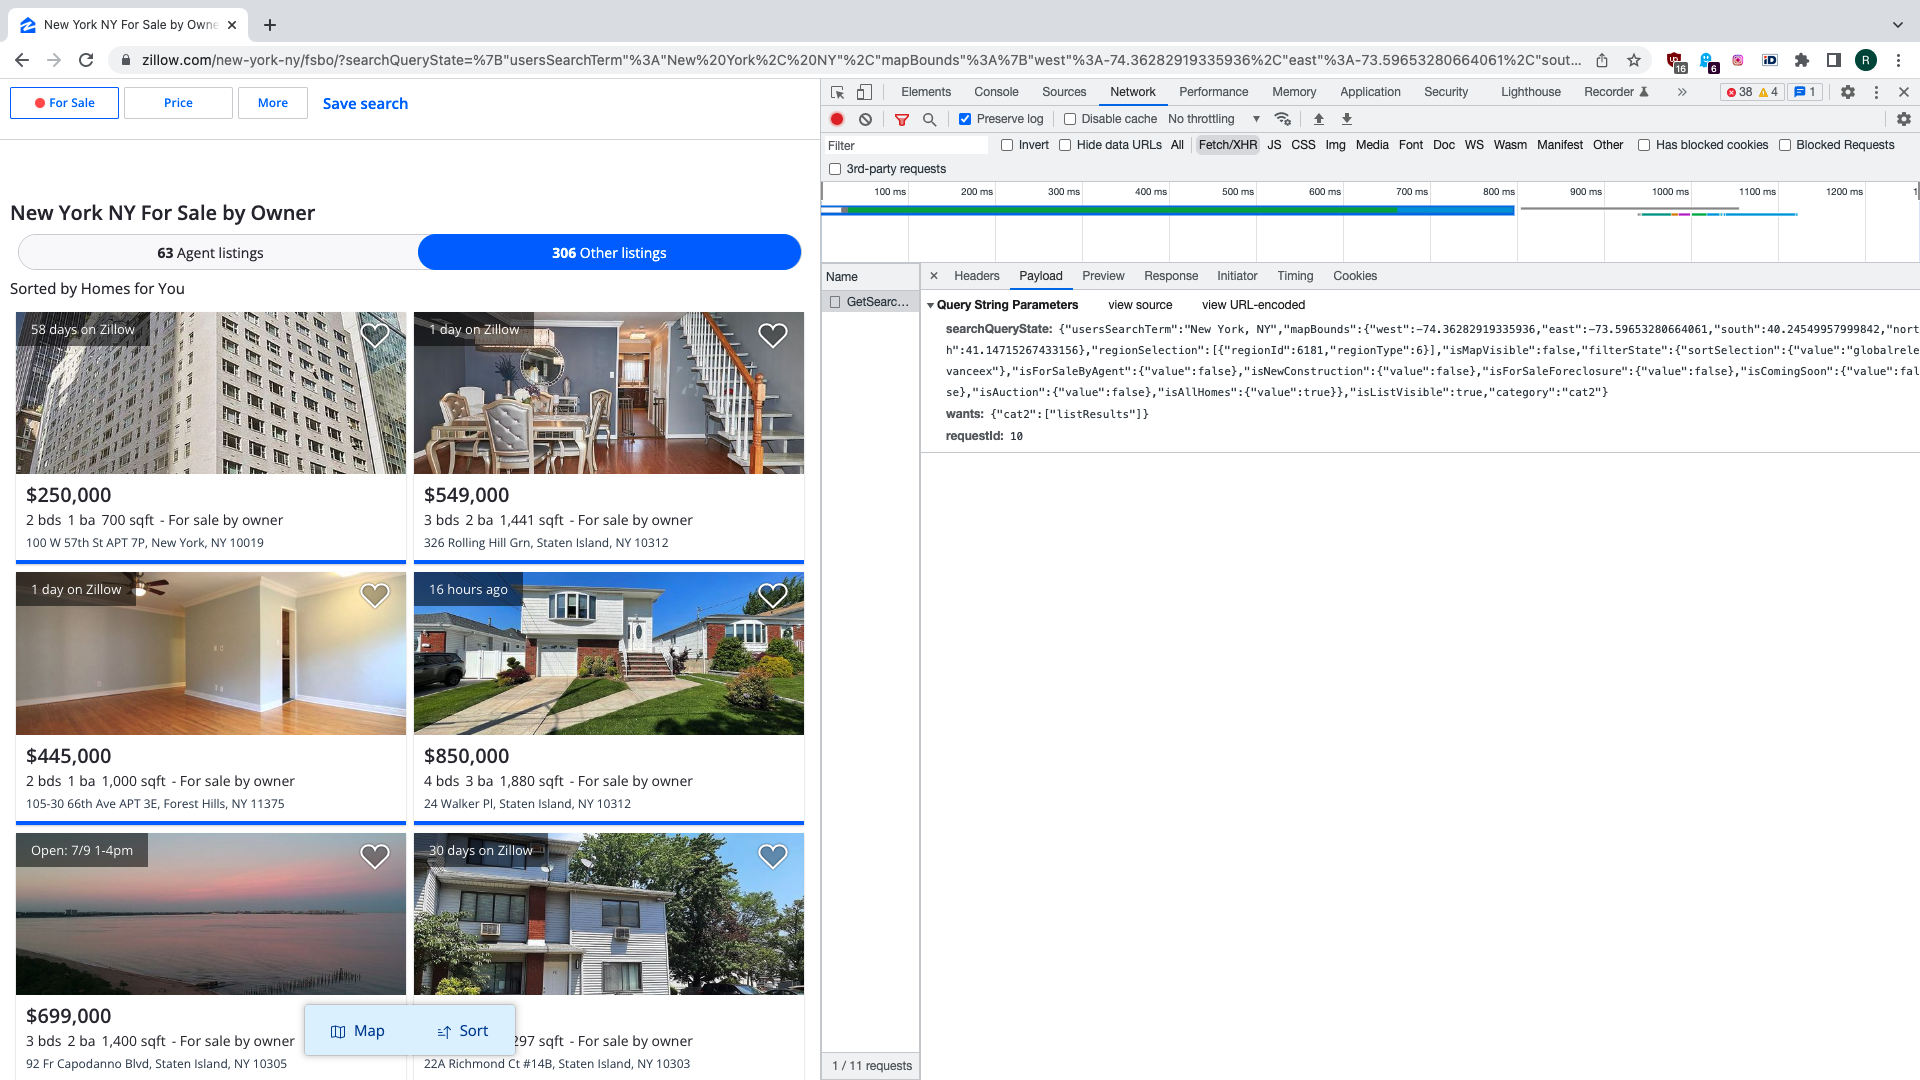 New York NY For Sale by Owne
zillow.com/new-york-ny/fsbo/?searchQueryState=%7B"usersSearchTerm"%3A"New%20York%2C%20NY"%2C"mapBounds"%3A%7B"west"%3A-74.36282919335936%2C"east"%3A-73.59653280664061%2C"sout...
16
6
iD
R
For Sale
Price
More
Save search
New York NY For Sale by Owner
63 Agent listings
306 Other listings
Sorted by Homes for You
58 days on Zillow
$250,000
2 bds 1 ba 700 sqft - For sale by owner
100 W 57th St APT 7P, New York, NY 10019
1 day on Zillow
$549,000
3 bds 2 ba 1,441 sqft - For sale by owner
326 Rolling Hill Grn, Staten Island, NY 10312
1 day on Zillow
$445,000
2 bds 1 ba 1,000 sqft - For sale by owner
105-30 66th Ave APT 3E, Forest Hills, NY 11375
16 hours ago
$850,000
4 bds 3 ba 1,880 sqft - For sale by owner
24 Walker Pl, Staten Island, NY 10312
Open: 7/9 1-4pm
$699,000
3 bds 2 ba 1,400 sqft - For sale by owner
92 Fr Capodanno Blvd, Staten Island, NY 10305
30 days on Zillow
297 sqft - For sale by owner
22A Richmond Ct #14B, Staten Island, NY 10303
Map
Sort
Elements Console Sources Network Performance Memory Application Security Lighthouse Recorder 38 4 1
Preserve log Disable cache No throttling
Filter Invert Hide data URLs All Fetch/XHR JS CSS Img Media Font Doc WS Wasm Manifest Other Has blocked cookies Blocked Requests
3rd-party requests
100 ms 200 ms 300 ms 400 ms 500 ms 600 ms 700 ms 800 ms 900 ms 1000 ms 1100 ms 1200 ms 1
Name
GetSearc...
1 / 11 requests
Headers Payload Preview Response Initiator Timing Cookies
Query String Parameters view source view URL-encoded
searchQueryState: {"usersSearchTerm":"New York, NY","mapBounds":{"west":-74.36282919335936,"east":-73.59653280664061,"south":40.24549957999842,"nort
h":41.14715267433156},"regionSelection":[{"regionId":6181,"regionType":6}],"isMapVisible":false,"filterState":{"sortSelection":{"value":"globalrele
vanceex"},"isForSaleByAgent":{"value":false},"isNewConstruction":{"value":false},"isForSaleForeclosure":{"value":false},"isComingSoon":{"value":fal
se},"isAuction":{"value":false},"isAllHomes":{"value":true}},"isListVisible":true,"category":"cat2"}
wants: {"cat2":["listResults"]}
requestId: 10